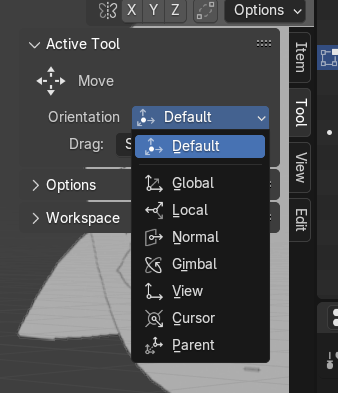 X Y Z Options
Active Tool
Move
Orientation Default
Drag: S
Default
Options
Global
Workspace
Local
Normal
Gimbal
View
Cursor
Parent
Item
Tool
View
Edit